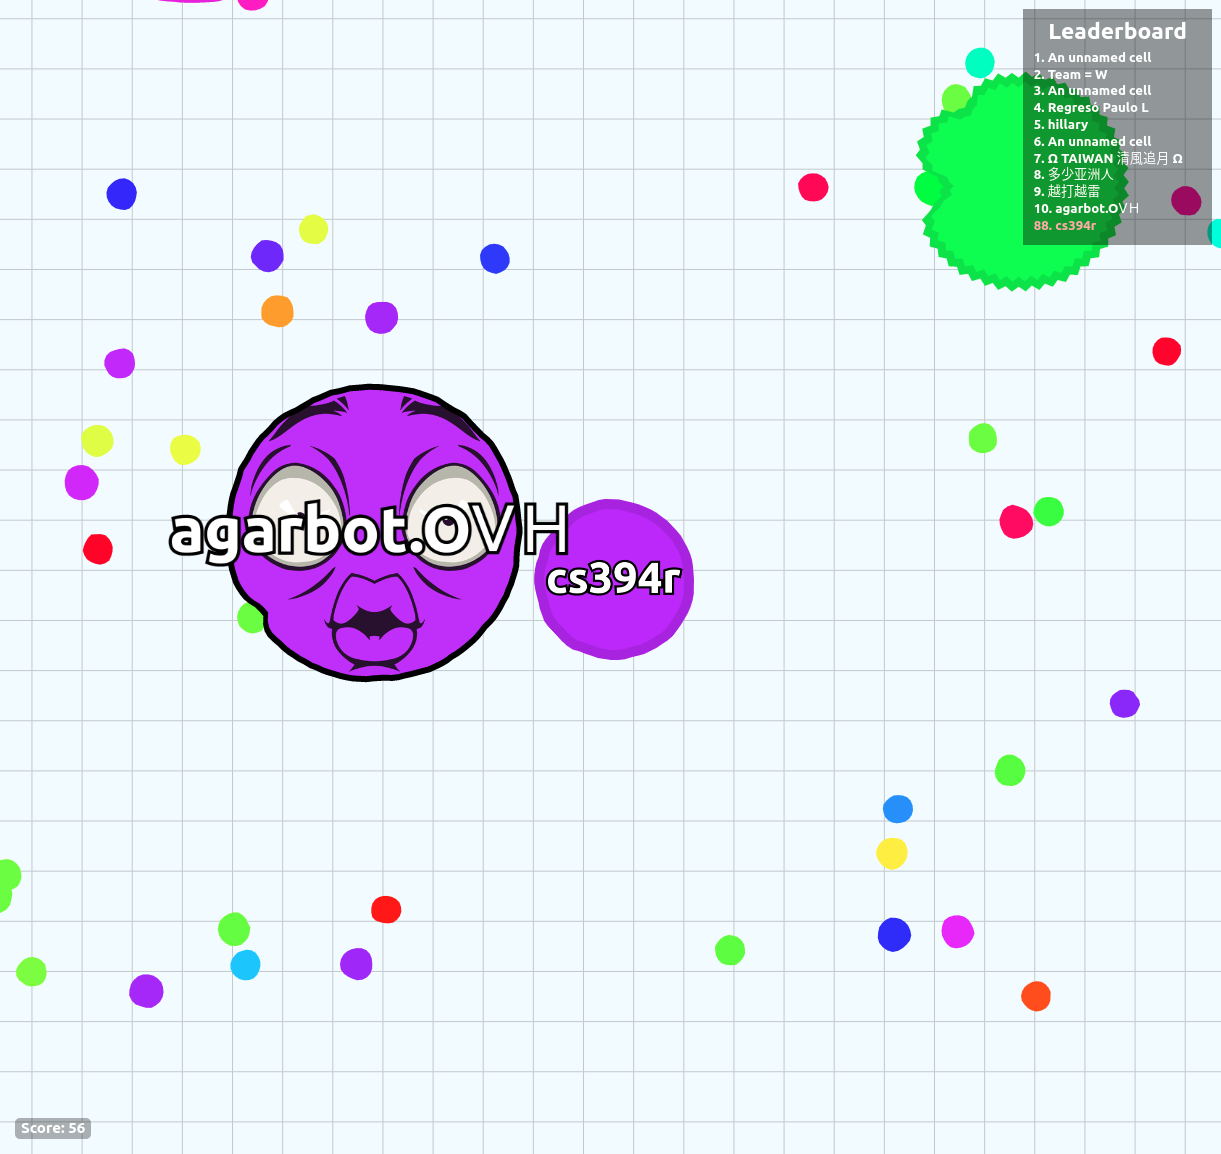 Leaderboard
1. An unnamed cell
2. Team = W
3. An unnamed cell
4. Regresó Paulo L
5. hillary
6. An unnamed cell
7. Ω TAIWAN 清風追月 Ω
8. 多少亚洲人
9. 越打越雷
10. agarbot.OVH
88. cs394r
agarbot.OVH
cs394r
Score: 56